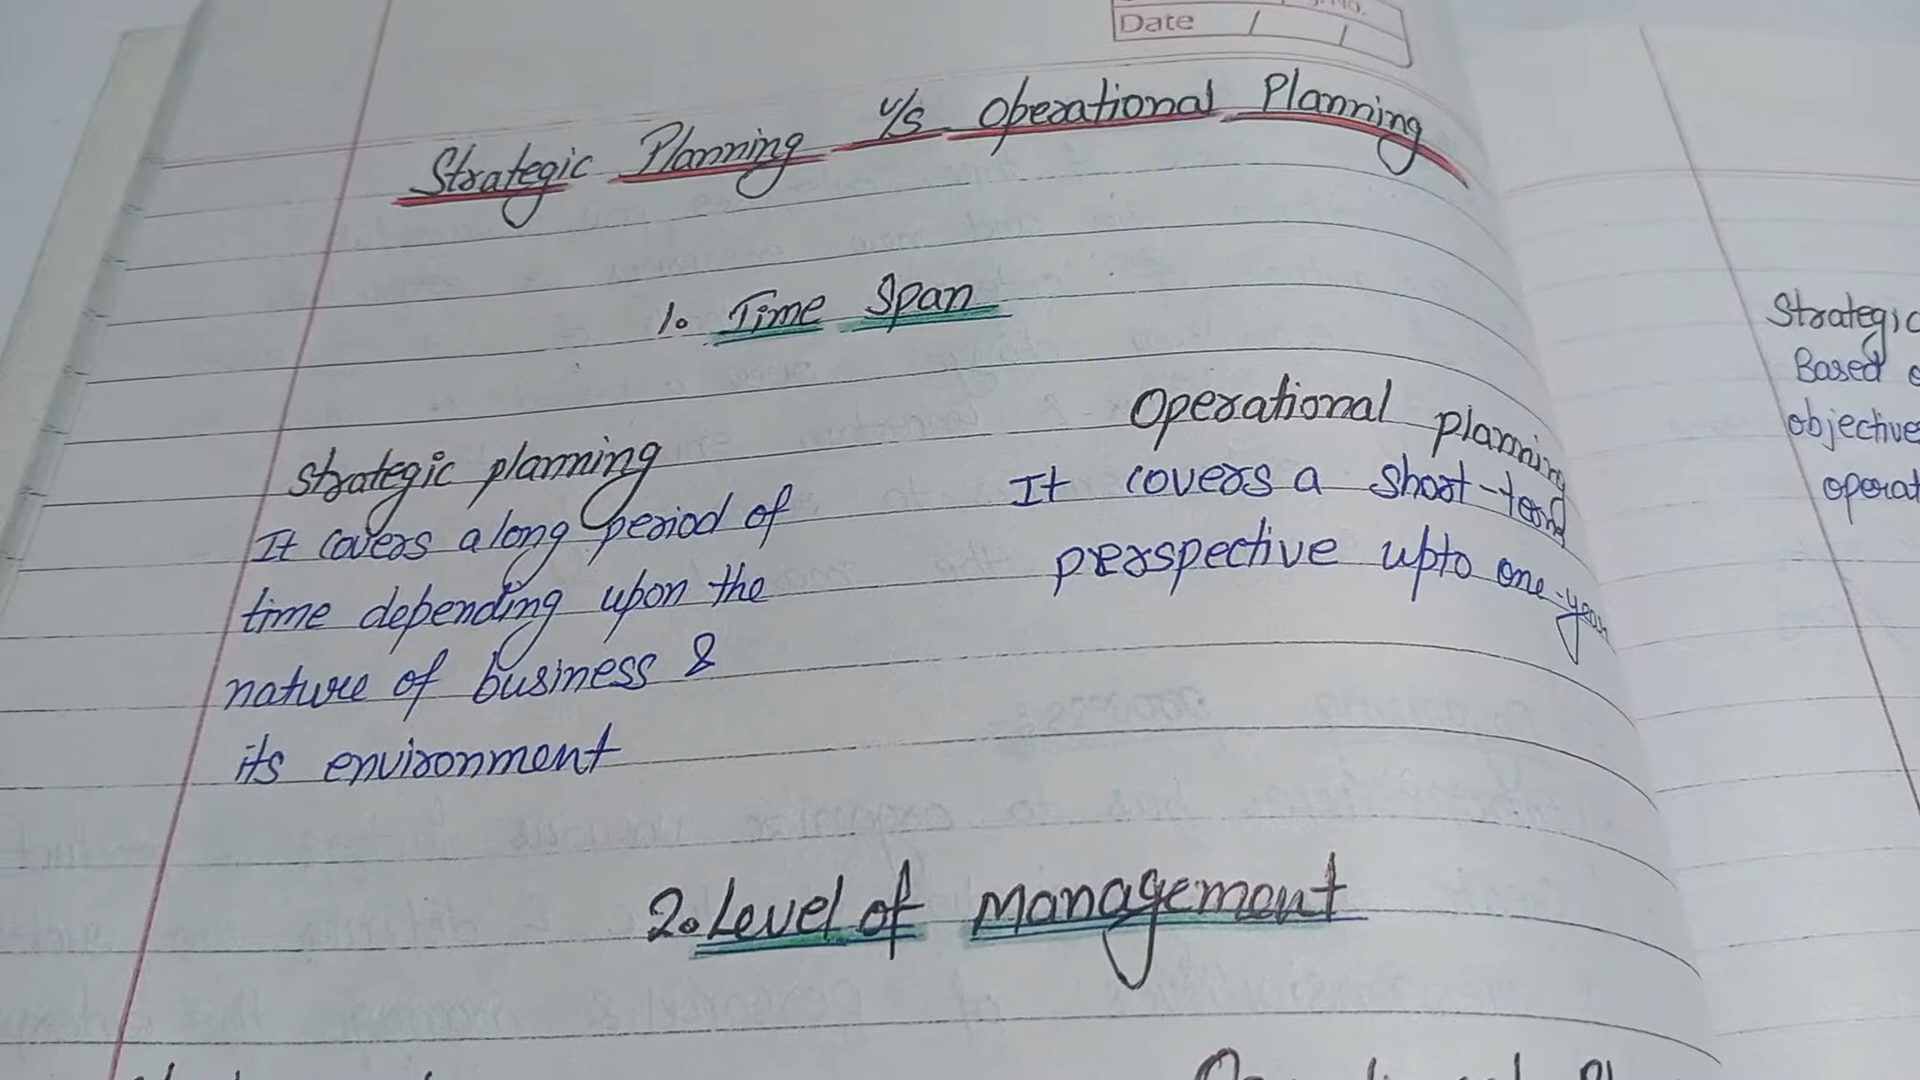 Date / /
Strategic Planning v/s Operational Planning
1. Time Span
Strategic planning
It covers a long period of
time depending upon the
nature of business &
its environment
Operational planning
It covers a short-term
perspective upto one-year
2. Level of management
Strategic
Based
objective
operat